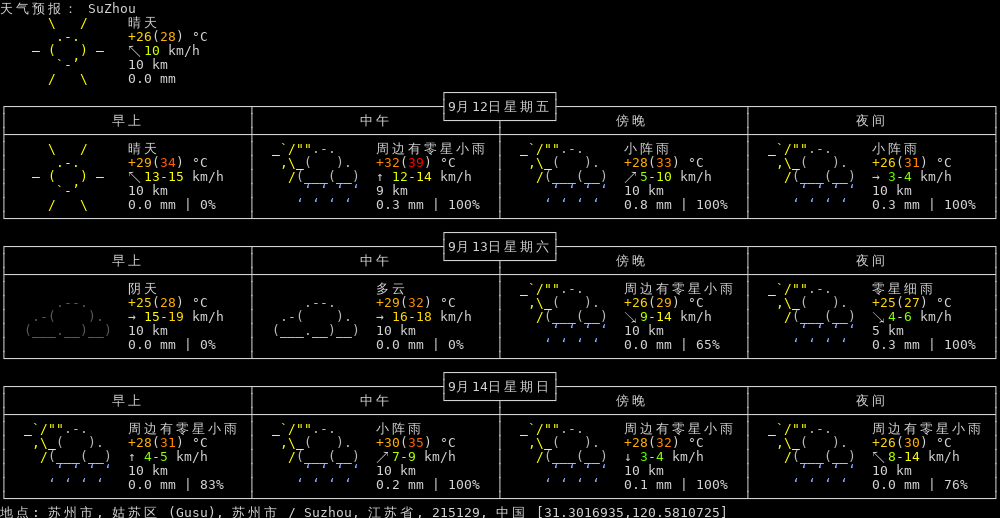 天气预报: SuZhou
晴天
+26(28) °C
↖ 10 km/h
10 km
0.0 mm
9月12日星期五
早上 中午 傍晚 夜间
晴天 周边有零星小雨 小阵雨 小阵雨
+29(34) °C +32(39) °C +28(33) °C +26(31) °C
↖ 13-15 km/h ↑ 12-14 km/h ↗ 5-10 km/h → 3-4 km/h
10 km 9 km 10 km 10 km
0.0 mm | 0% 0.3 mm | 100% 0.8 mm | 100% 0.3 mm | 100%
9月13日星期六
早上 中午 傍晚 夜间
阴天 多云 周边有零星小雨 零星细雨
+25(28) °C +29(32) °C +26(29) °C +25(27) °C
→ 15-19 km/h → 16-18 km/h ↘ 9-14 km/h ↘ 4-6 km/h
10 km 10 km 10 km 5 km
0.0 mm | 0% 0.0 mm | 0% 0.0 mm | 65% 0.3 mm | 100%
9月14日星期日
早上 中午 傍晚 夜间
周边有零星小雨 小阵雨 周边有零星小雨 周边有零星小雨
+28(31) °C +30(35) °C +28(32) °C +26(30) °C
↑ 4-5 km/h ↗ 7-9 km/h ↓ 3-4 km/h ↖ 8-14 km/h
10 km 10 km 10 km 10 km
0.0 mm | 83% 0.2 mm | 100% 0.1 mm | 100% 0.0 mm | 76%
地点: 苏州市, 姑苏区 (Gusu), 苏州市 / Suzhou, 江苏省, 215129, 中国 [31.3016935,120.5810725]